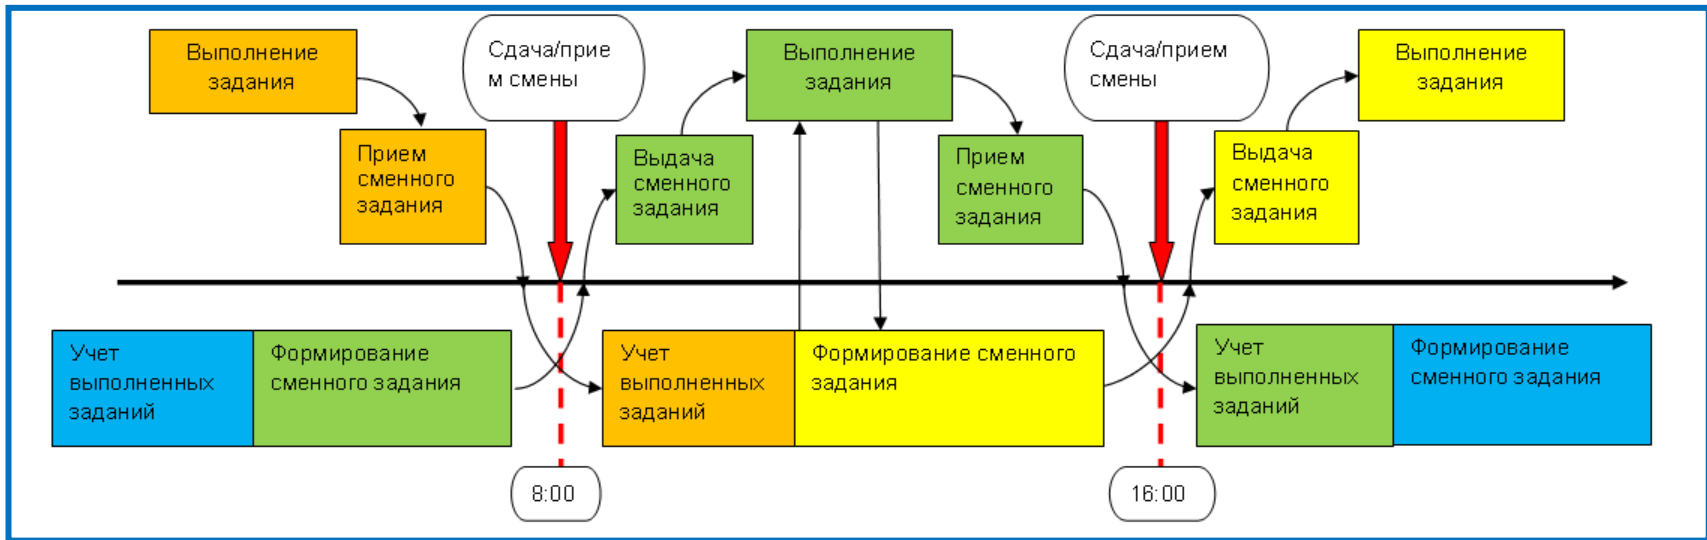 Выполнение
задания
Сдача/прие
м смены
Выполнение
задания
Сдача/прием
смены
Выполнение
задания
Прием
сменного
задания
Выдача
сменного
задания
Прием
сменного
задания
Выдача
сменного
задания
Учет
выполненных
заданий
Формирование
сменного задания
Учет
выполненных
заданий
Формирование сменного
задания
Учет
выполненных
заданий
Формирование
сменного задания
8:00
16:00